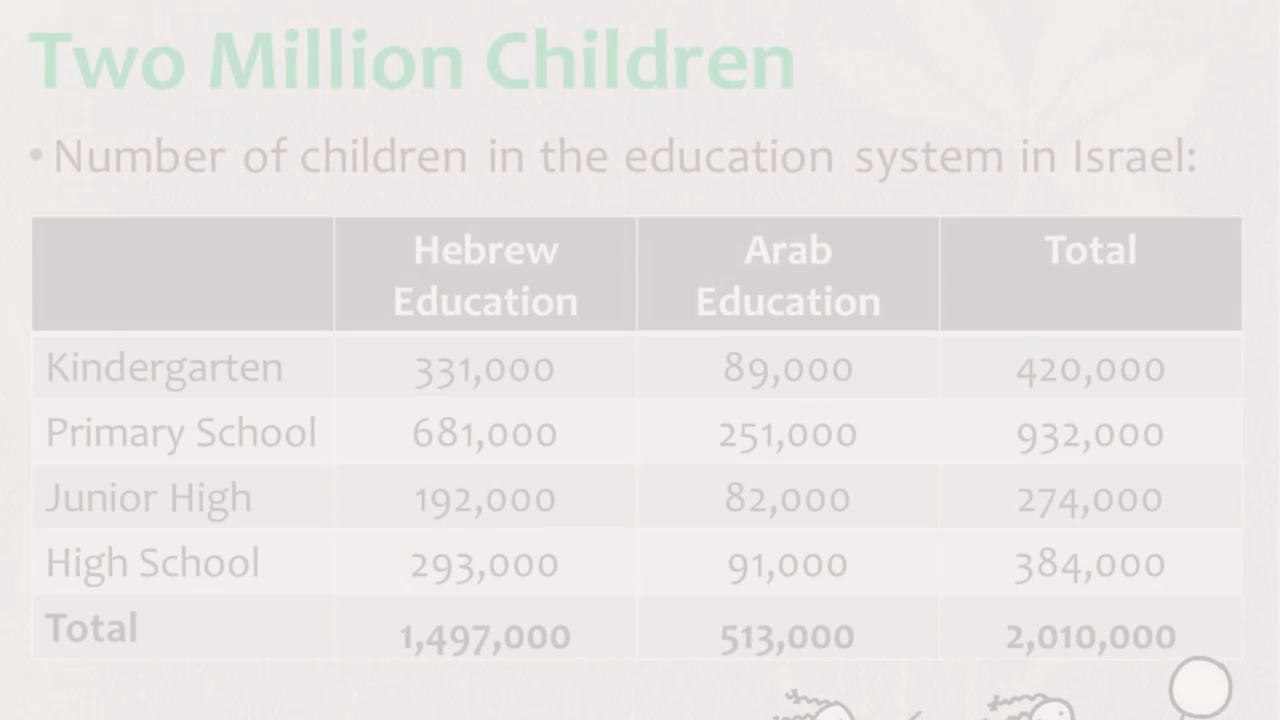 Two Million Children
• Number of children in the education system in Israel:
Hebrew Education Arab Education Total
Kindergarten 331,000 89,000 420,000
Primary School 681,000 251,000 932,000
Junior High 192,000 82,000 274,000
High School 293,000 91,000 384,000
Total 1,497,000 513,000 2,010,000